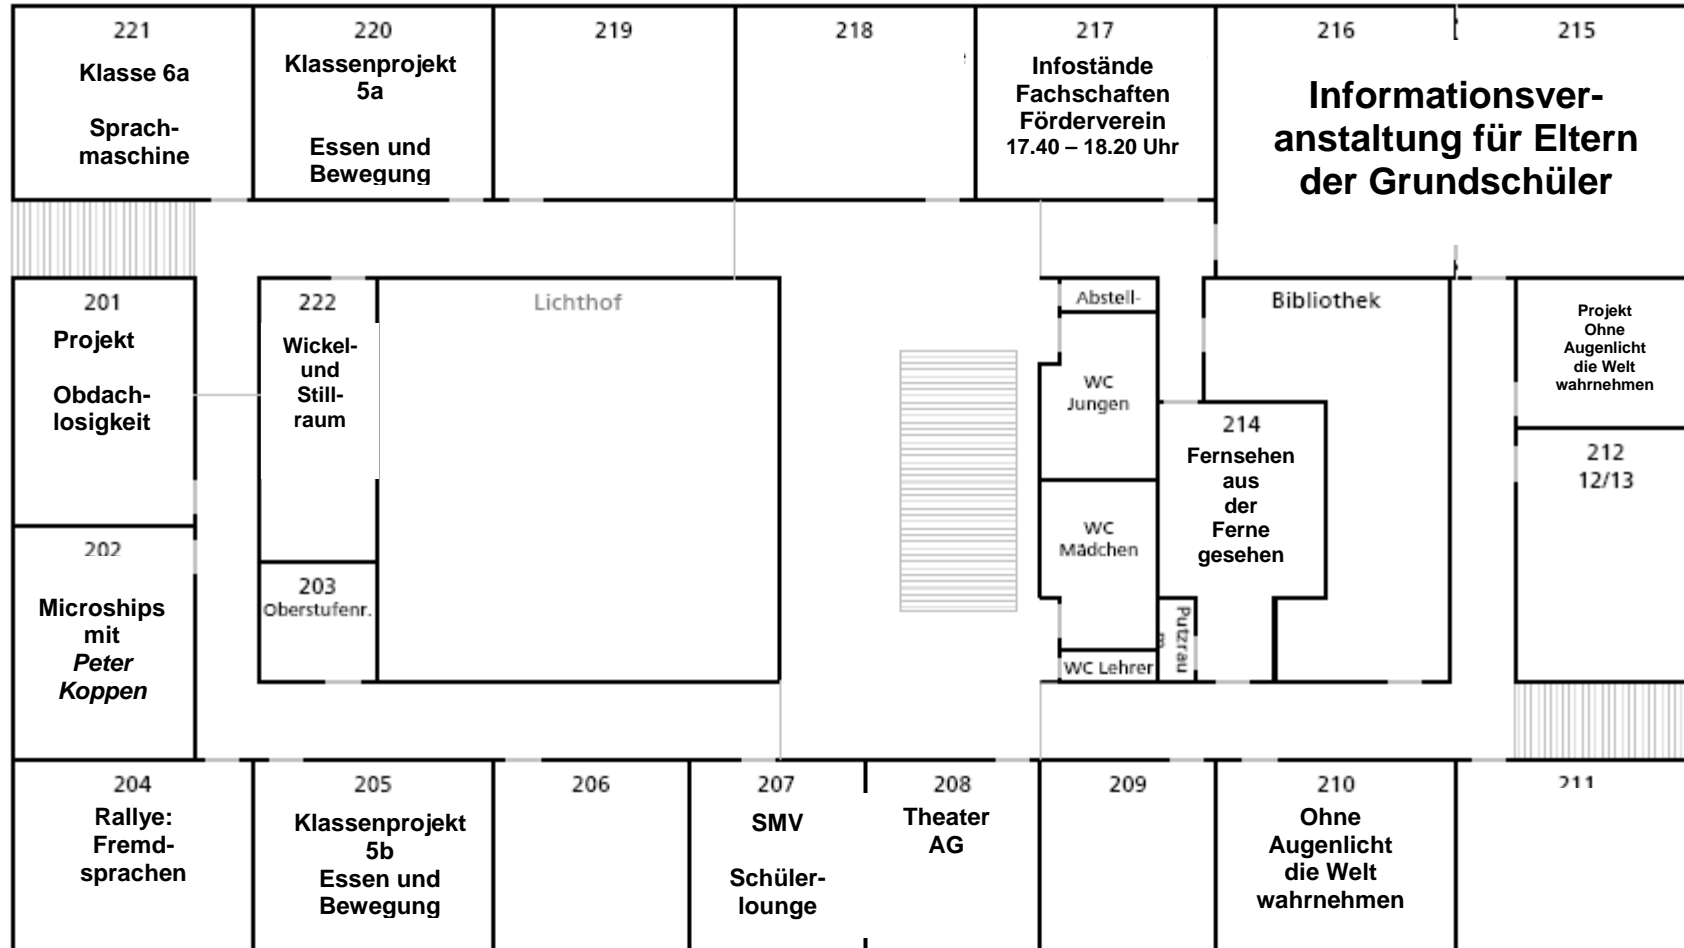 221
Klasse 6a
Sprach-
maschine
220
Klassenprojekt
5a
Essen und
Bewegung
219
218
217
Infostände
Fachschaften
Förderverein
17.40 – 18.20 Uhr
216
215
Informationsver-
anstaltung für Eltern
der Grundschüler
201
Projekt
Obdach-
losigkeit
222
Wickel-
und
Still-
raum
Lichthof
Abstell-
WC
Jungen
Bibliothek
Projekt
Ohne
Augenlicht
die Welt
wahrnehmen
214
Fernsehen
aus
der
Ferne
gesehen
212
12/13
202
Microships
mit
Peter
Koppen
203
Oberstufenr.
WC
Mädchen
Putzrau
m
WC Lehrer
204
Rallye:
Fremd-
sprachen
205
Klassenprojekt
5b
Essen und
Bewegung
206
207
SMV
Schüler-
lounge
208
Theater
AG
209
210
Ohne
Augenlicht
die Welt
wahrnehmen
211